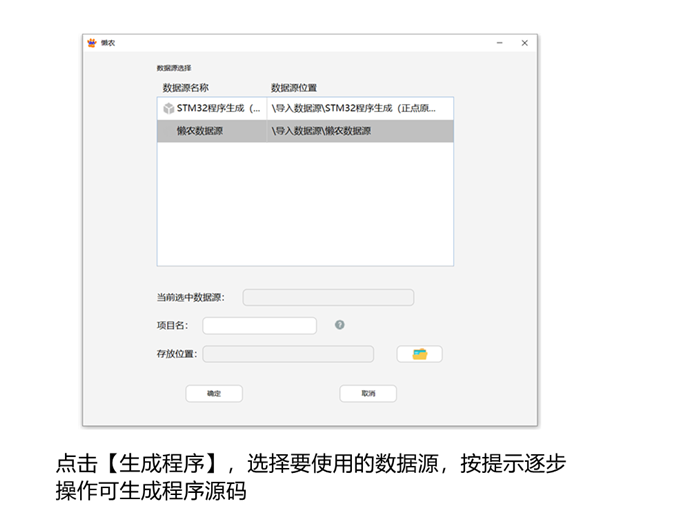 懒农
数据源选择
数据源名称 数据源位置
STM32程序生成（... \导入数据源\STM32程序生成（正点原...
懒农数据源 \导入数据源\懒农数据源
当前选中数据源：
项目名： ?
存放位置：
确定 取消
点击【生成程序】，选择要使用的数据源，按提示逐步
操作可生成程序源码